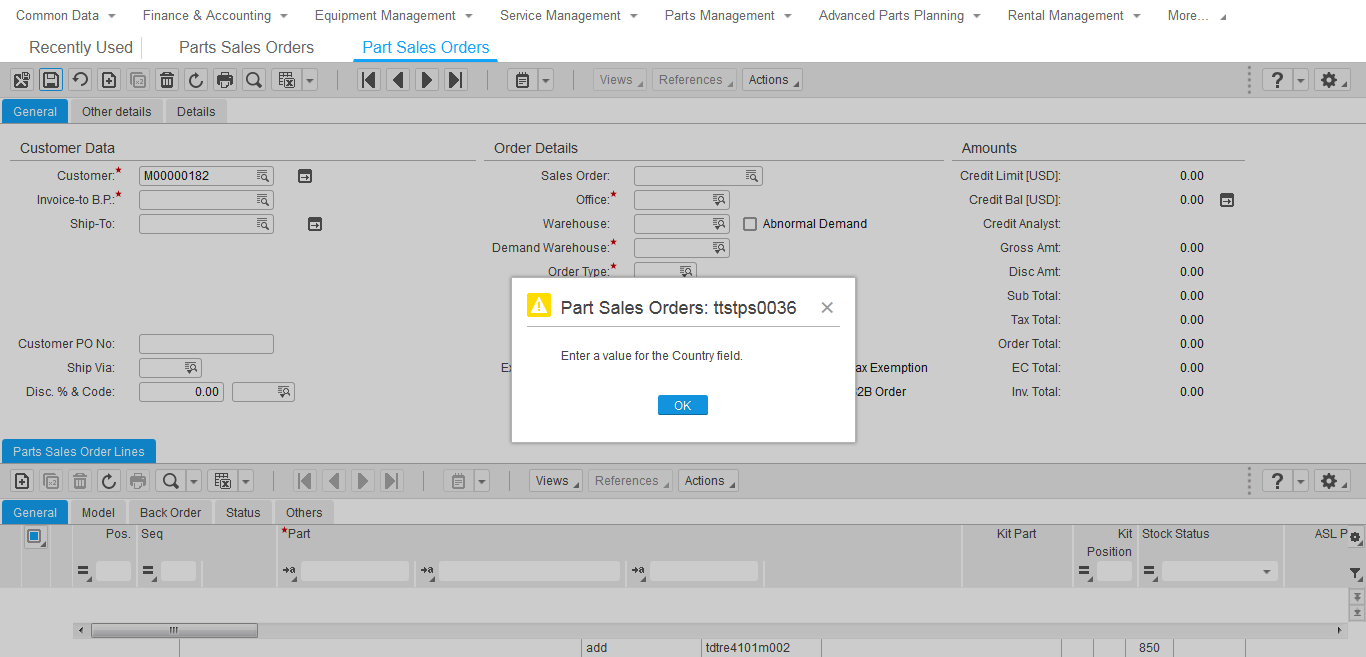 Common Data Finance & Accounting Equipment Management Service Management Parts Management Advanced Parts Planning Rental Management More...
Recently Used Parts Sales Orders Part Sales Orders
Views References Actions ?
General Other details Details
Customer Data Order Details Amounts
Customer:* M00000182 Sales Order: Credit Limit [USD]: 0.00
Invoice-to B.P.:* Office:* Credit Bal [USD]: 0.00
Ship-To: Warehouse: Abnormal Demand Credit Analyst:
Demand Warehouse:* Gross Amt: 0.00
Order Type:* Disc Amt: 0.00
Sub Total: 0.00
Part Sales Orders: ttstps0036
Tax Total: 0.00
Customer PO No: Order Total: 0.00
Enter a value for the Country field.
Ship Via: Ex ax Exemption EC Total: 0.00
Disc. % & Code: 0.00 2B Order Inv. Total: 0.00
OK
Parts Sales Order Lines
Views References Actions ?
General Model Back Order Status Others
Pos. Seq *Part Kit Part Kit Position Stock Status ASL P
add tdtre4101m002 850